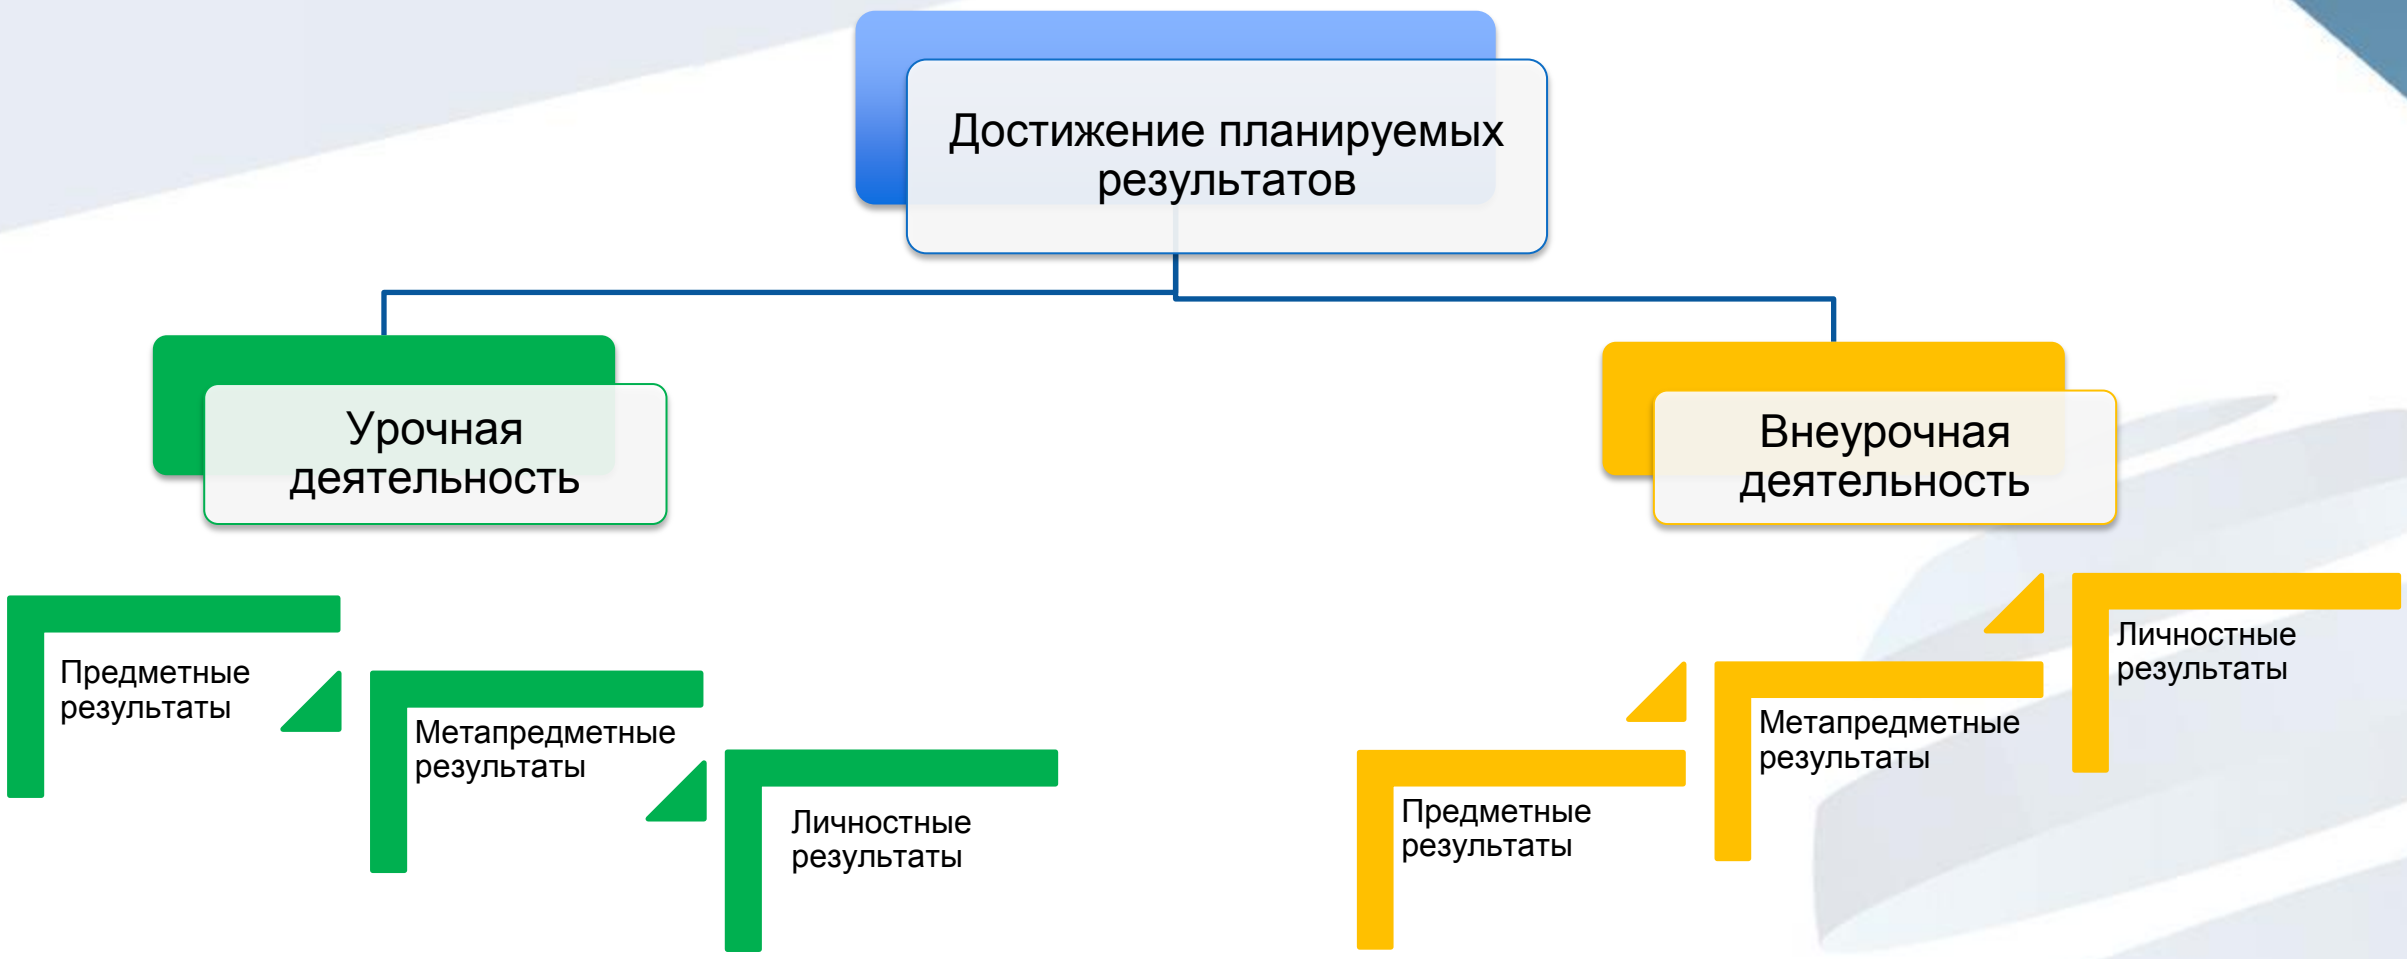 Достижение планируемых
результатов
Урочная
деятельность
Внеурочная
деятельность
Предметные
результаты
Метапредметные
результаты
Личностные
результаты
Предметные
результаты
Метапредметные
результаты
Личностные
результаты